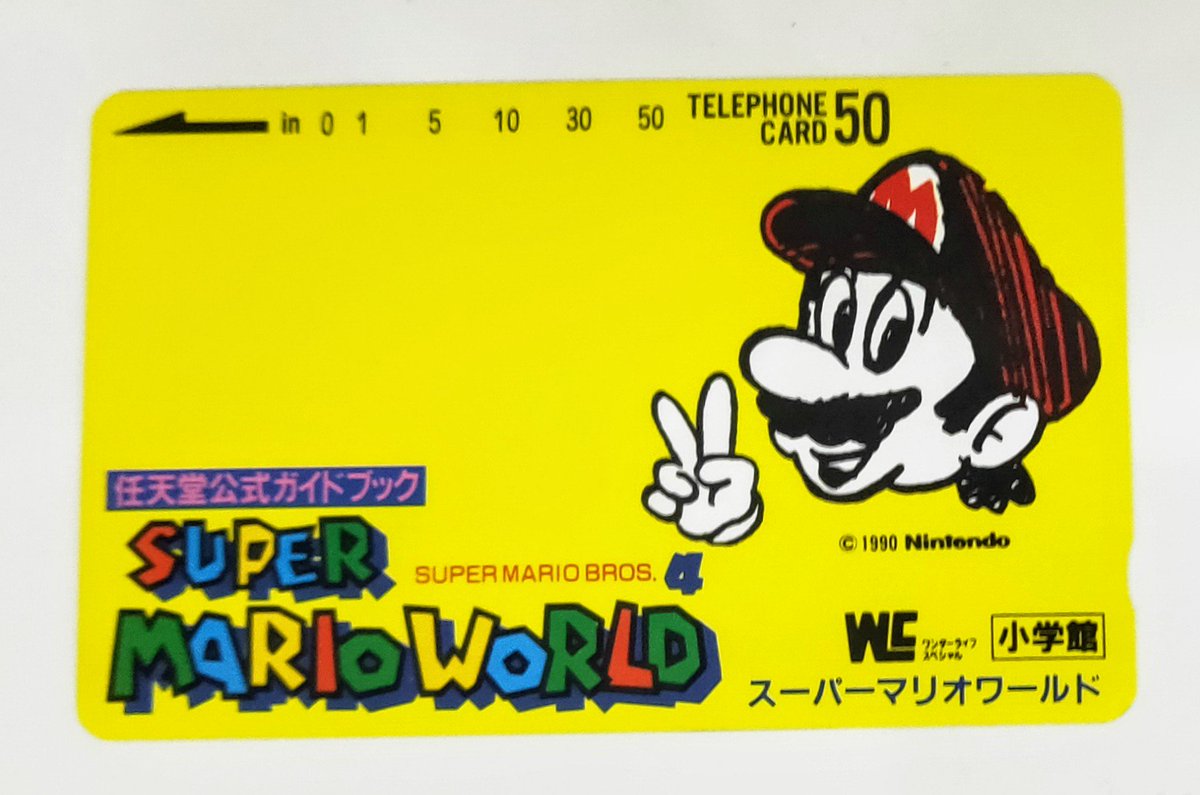 in 0 1 5 10 30 50
TELEPHONE CARD 50
M
任天堂公式ガイドブック
SUPER
SUPER MARIO BROS. 4
MARIO WORLD
© 1990 Nintendo
WLC ワンダーライフ
スペシャル
小学館
スーパーマリオワールド